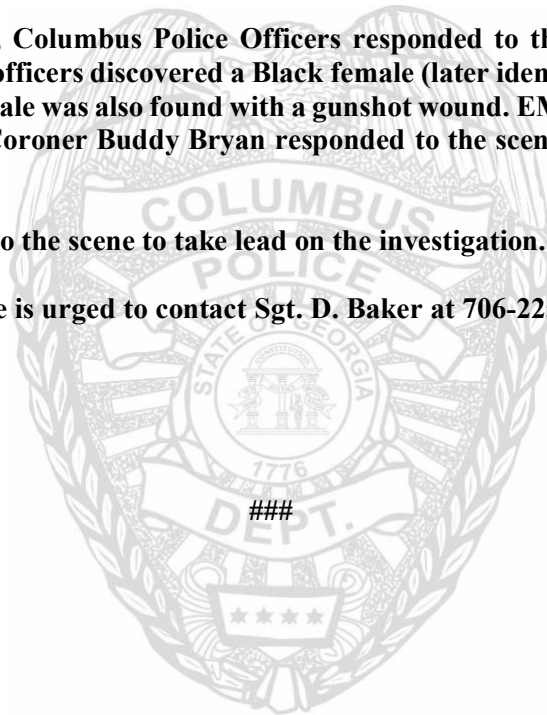 Columbus Police Officers responded to th
officers discovered a Black female (later iden
ale was also found with a gunshot wound. EM
Coroner Buddy Bryan responded to the scen
o the scene to take lead on the investigation.
e is urged to contact Sgt. D. Baker at 706-22
###
COLUMBUS
POLICE
STATE OF GEORGIA
CONSTITUTION
1776
DEPT.